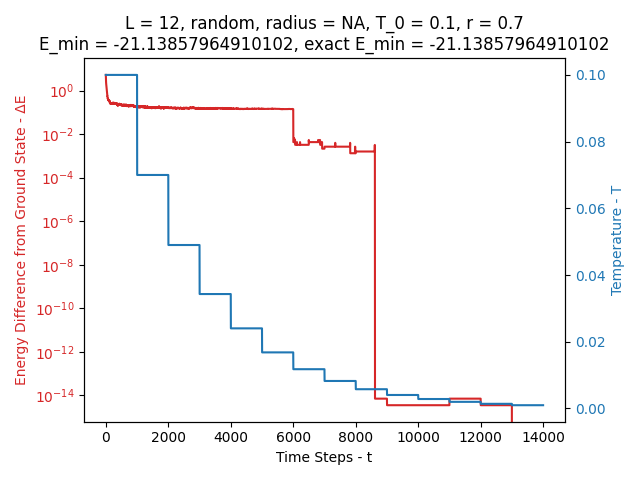 L = 12, random, radius = NA, T_0 = 0.1, r = 0.7
E_min = -21.13857964910102, exact E_min = -21.13857964910102
Energy Difference from Ground State - ΔE
10^0
10^-2
10^-4
10^-6
10^-8
10^-10
10^-12
10^-14
0.10
0.08
0.06
0.04
0.02
0.00
Temperature - T
0 2000 4000 6000 8000 10000 12000 14000
Time Steps - t